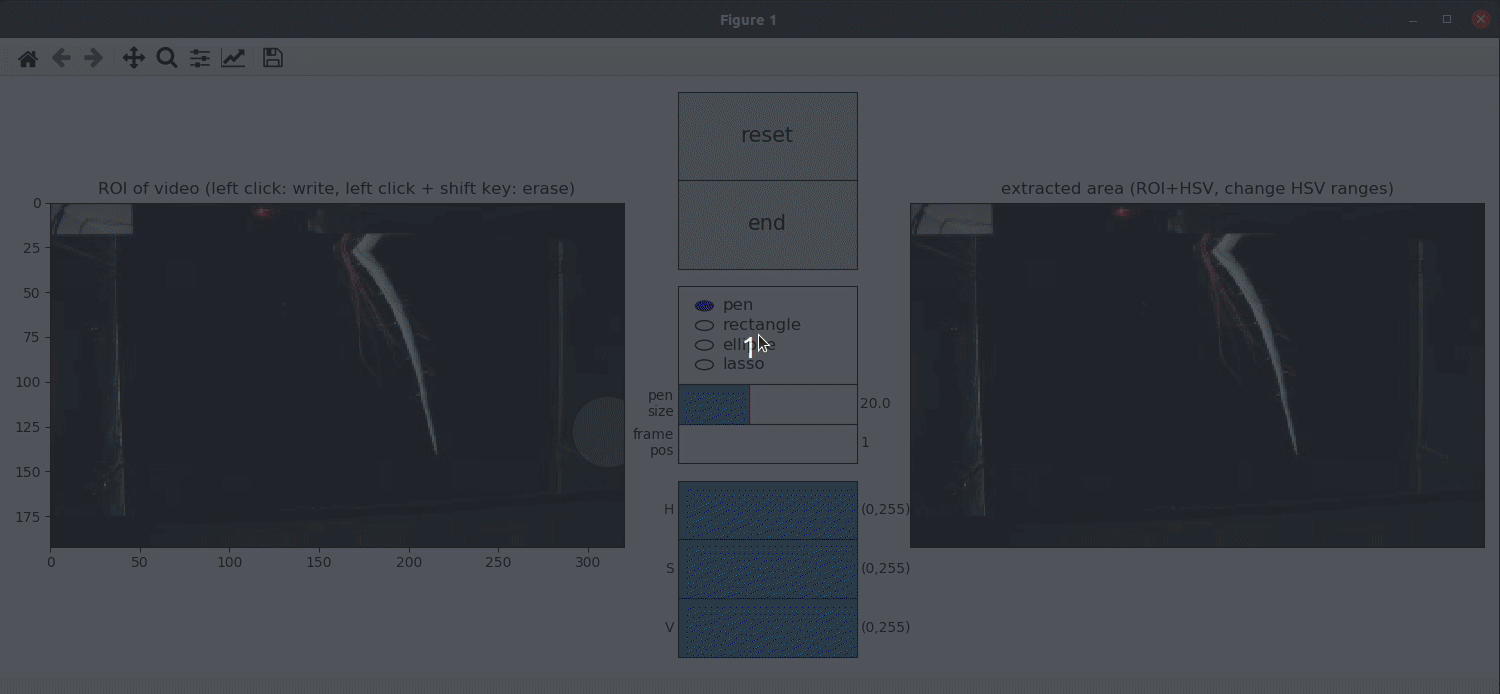 Figure 1
reset
end
ROI of video (left click: write, left click + shift key: erase)
extracted area (ROI+HSV, change HSV ranges)
0
25
50
75
100
125
150
175
0
50
100
150
200
250
300
pen
rectangle
ellipse
lasso
1
pen
size
20.0
frame
pos
1
H
(0,255)
S
(0,255)
V
(0,255)